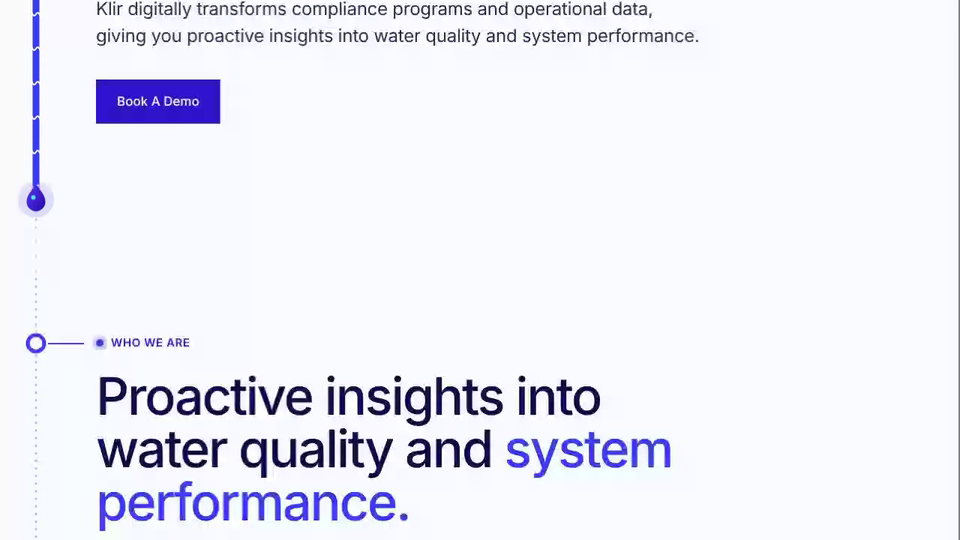 Klir digitally transforms compliance programs and operational data,
giving you proactive insights into water quality and system performance.
Book A Demo
WHO WE ARE
Proactive insights into
water quality and system
performance.